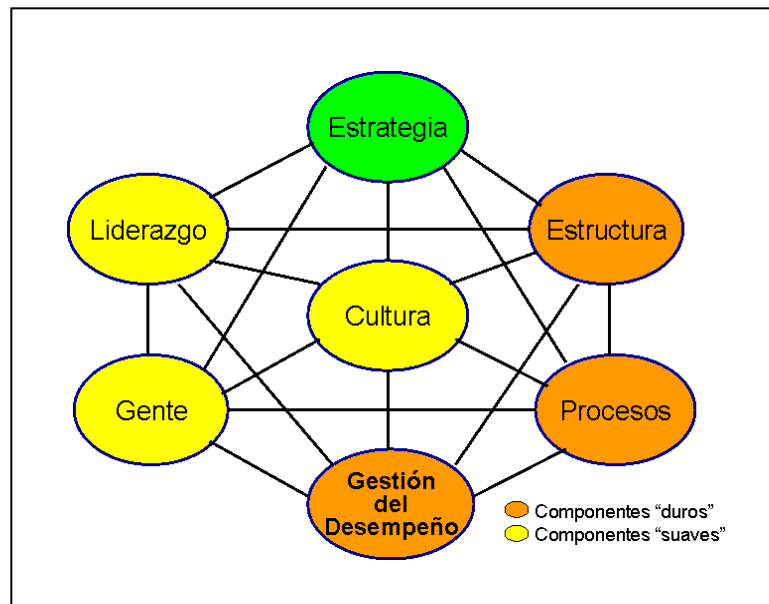 Estrategia
Liderazgo
Estructura
Cultura
Gente
Procesos
Gestión
del
Desempeño
Componentes "duros"
Componentes "suaves"